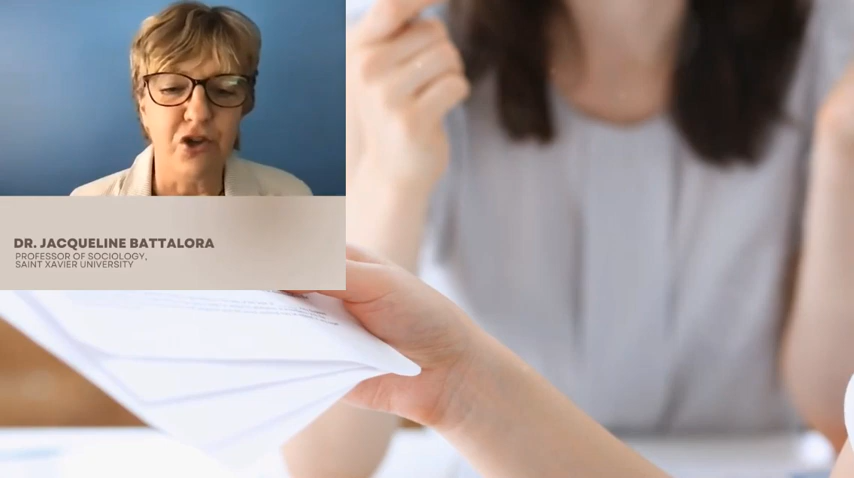 DR. JACQUELINE BATTALORA
PROFESSOR OF SOCIOLOGY,
SAINT XAVIER UNIVERSITY